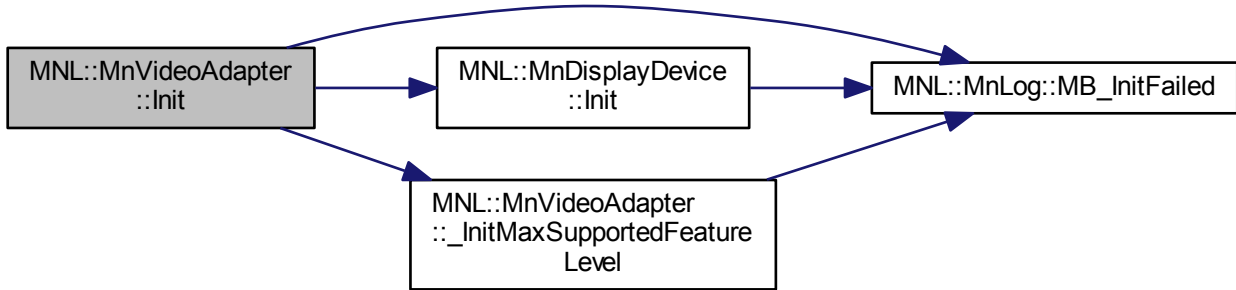 MNL::MnVideoAdapter
::Init
MNL::MnDisplayDevice
::Init
MNL::MnLog::MB_InitFailed
MNL::MnVideoAdapter
::_InitMaxSupportedFeature
Level